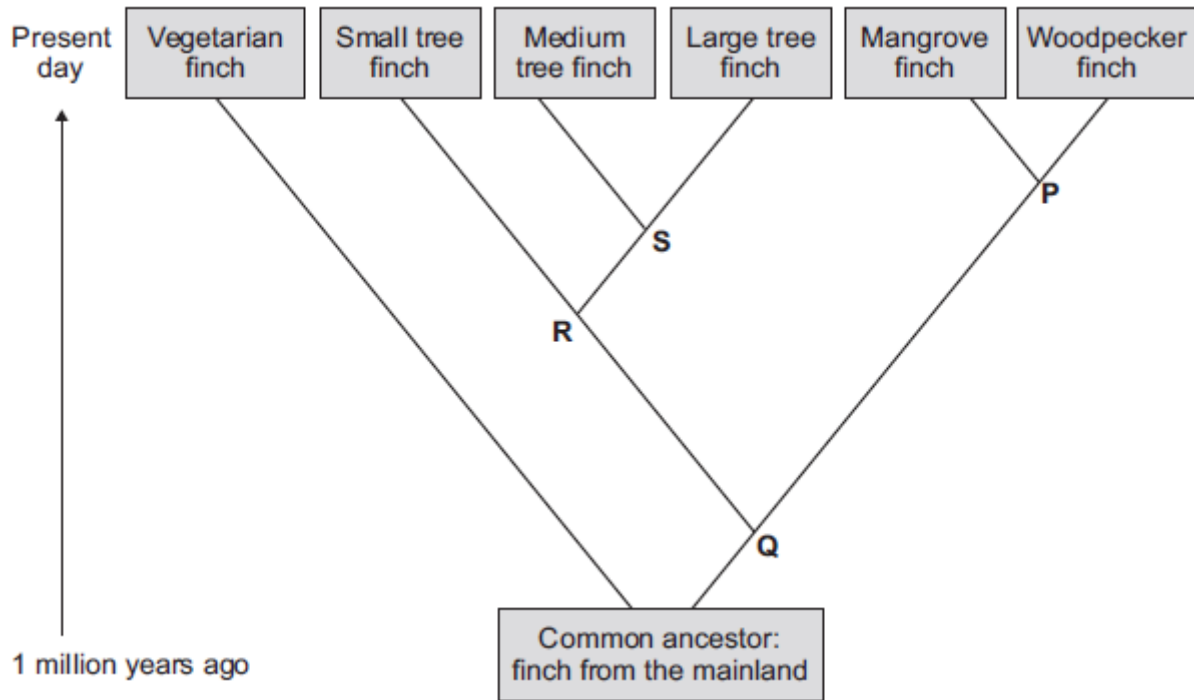 Present
day
Vegetarian
finch
Small tree
finch
Medium
tree finch
Large tree
finch
Mangrove
finch
Woodpecker
finch
P
S
R
Q
Common ancestor:
finch from the mainland
1 million years ago